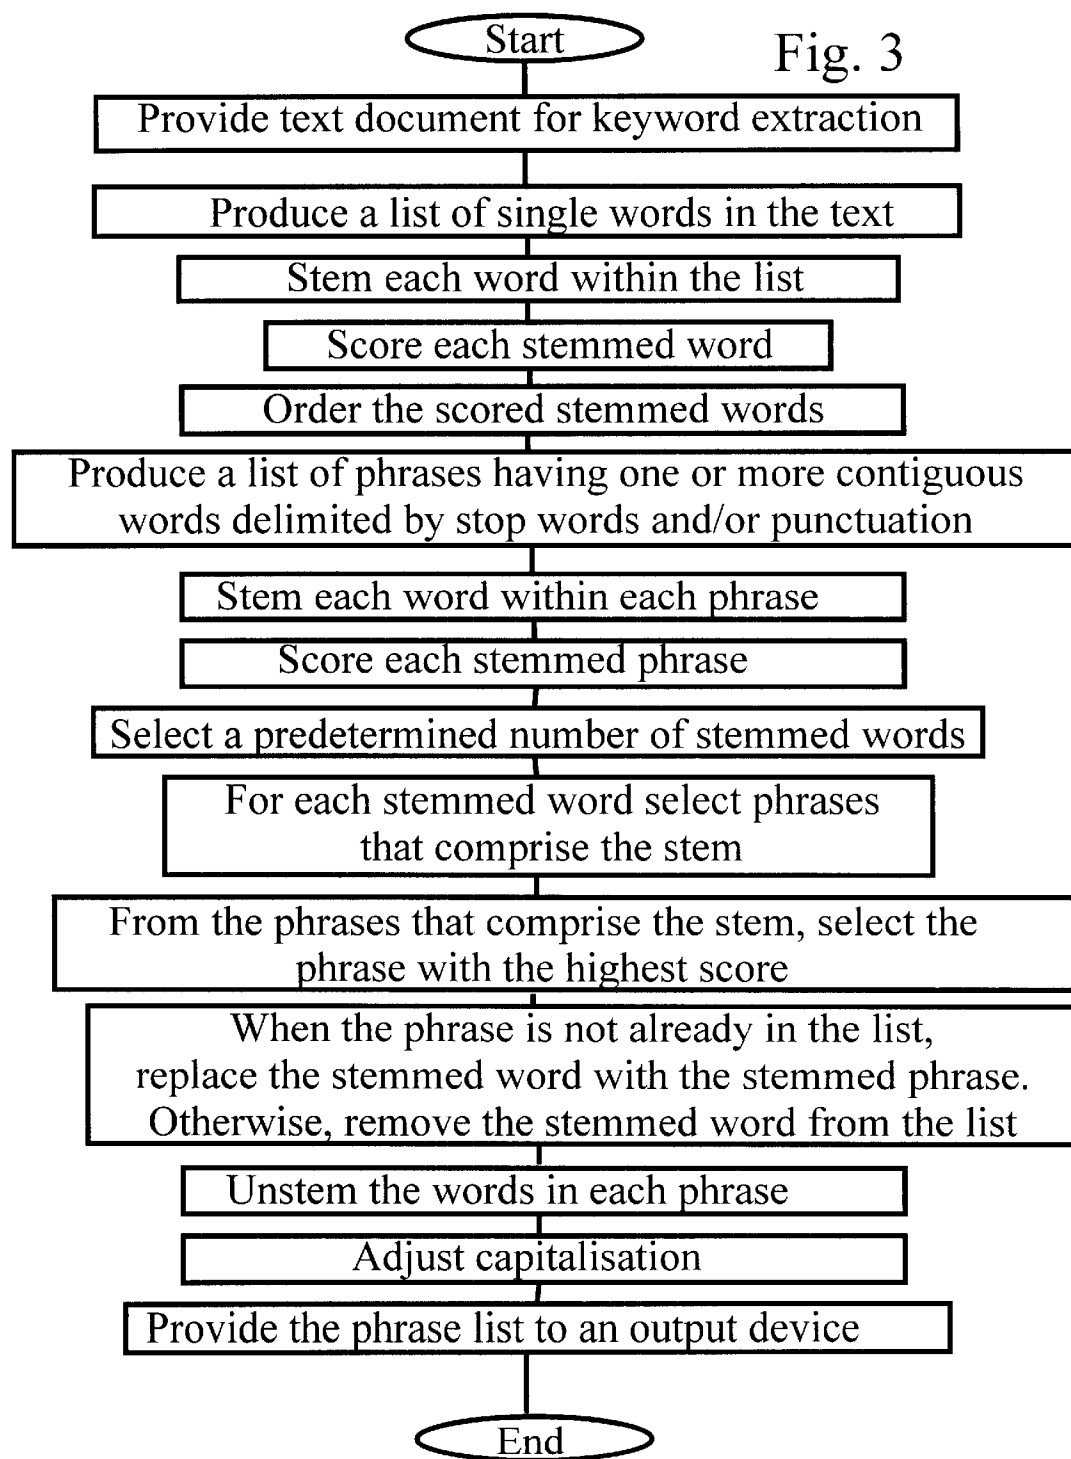 Start
Fig. 3
Provide text document for keyword extraction
Produce a list of single words in the text
Stem each word within the list
Score each stemmed word
Order the scored stemmed words
Produce a list of phrases having one or more contiguous
words delimited by stop words and/or punctuation
Stem each word within each phrase
Score each stemmed phrase
Select a predetermined number of stemmed words
For each stemmed word select phrases
that comprise the stem
From the phrases that comprise the stem, select the
phrase with the highest score
When the phrase is not already in the list,
replace the stemmed word with the stemmed phrase.
Otherwise, remove the stemmed word from the list
Unstem the words in each phrase
Adjust capitalisation
Provide the phrase list to an output device
End